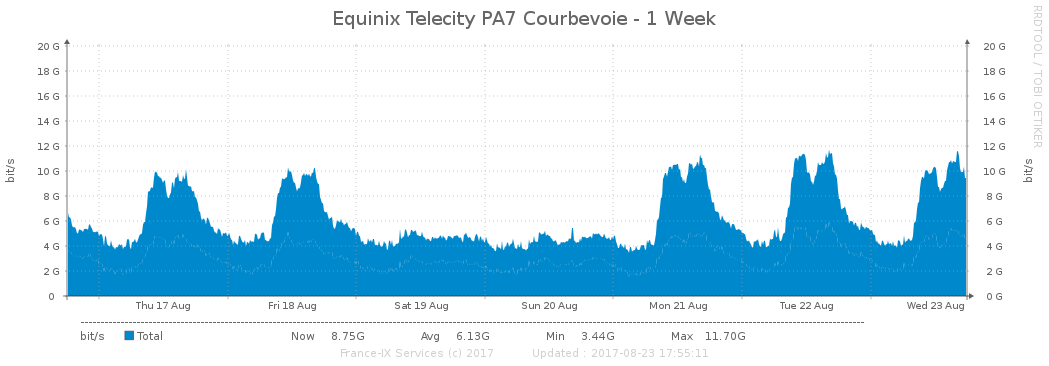 Equinix Telecity PA7 Courbevoie - 1 Week
RRDTOOL / TOBI OETIKER
20 G 20 G
18 G 18 G
16 G 16 G
14 G 14 G
12 G 12 G
10 G 10 G
8 G 8 G
6 G 6 G
4 G 4 G
2 G 2 G
0 0 G
bit/s bit/s
Thu 17 Aug Fri 18 Aug Sat 19 Aug Sun 20 Aug Mon 21 Aug Tue 22 Aug Wed 23 Aug
bit/s Total Now 8.75G Avg 6.13G Min 3.44G Max 11.70G
France-IX Services (c) 2017 Updated : 2017-08-23 17:55:11